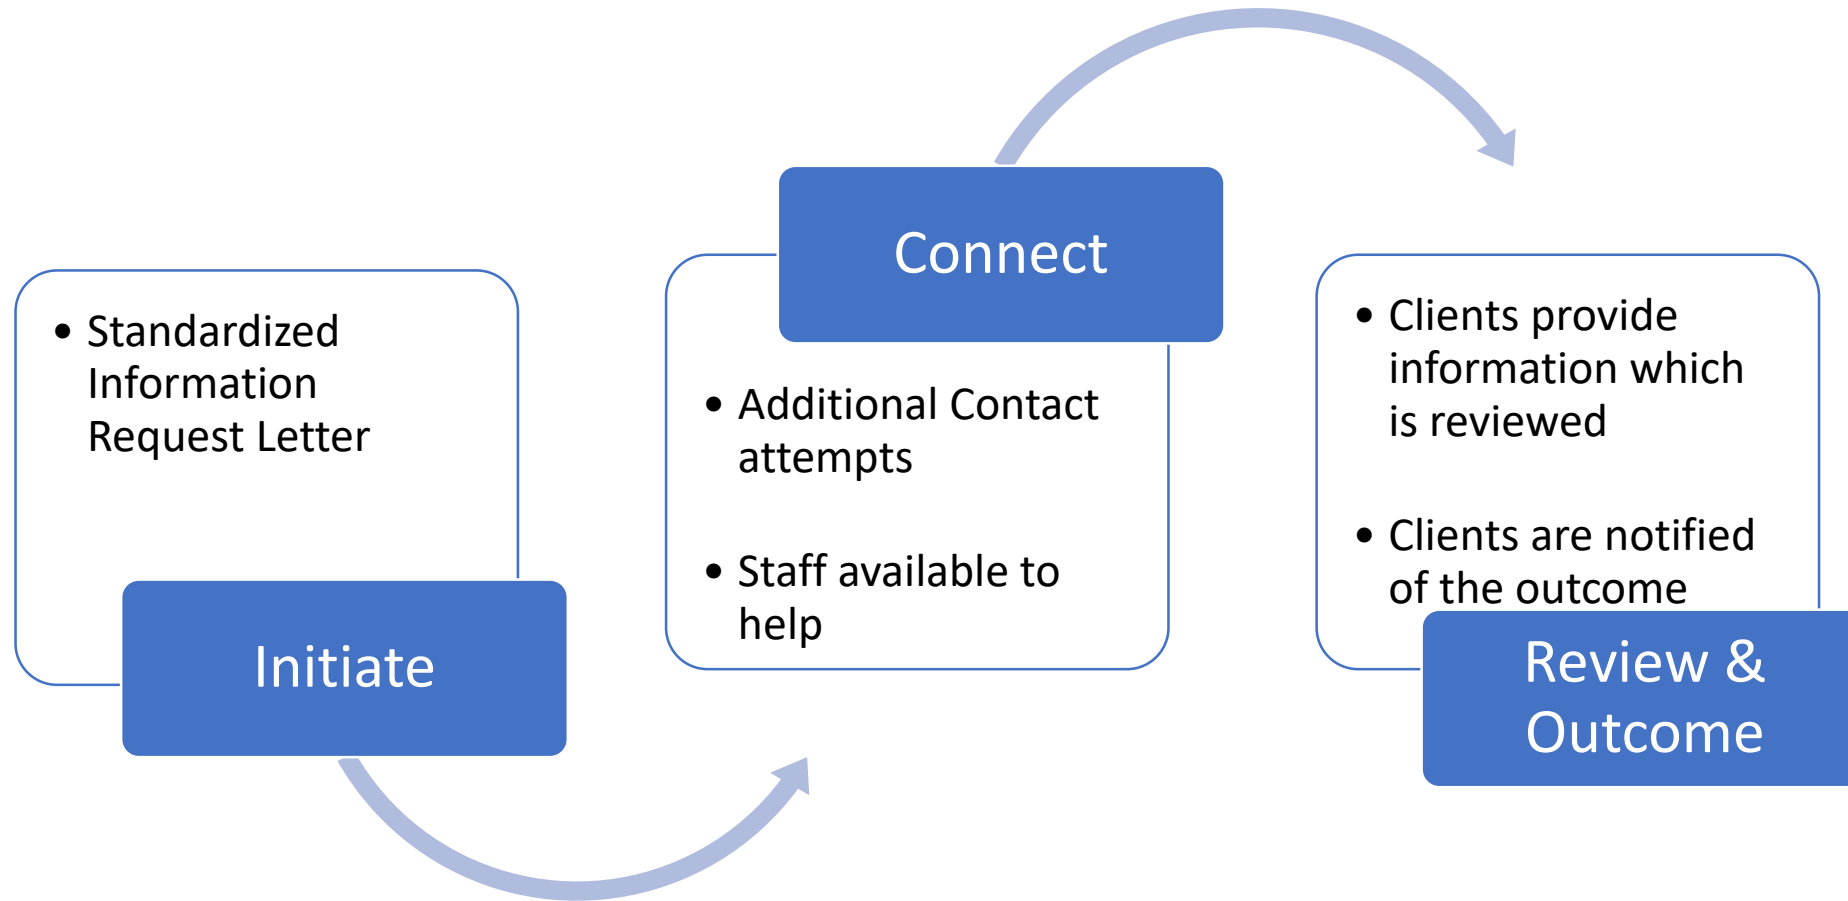 • Standardized
Information
Request Letter
Initiate
Connect
• Additional Contact
attempts
• Staff available to
help
• Clients provide
information which
is reviewed
• Clients are notified
of the outcome
Review &
Outcome